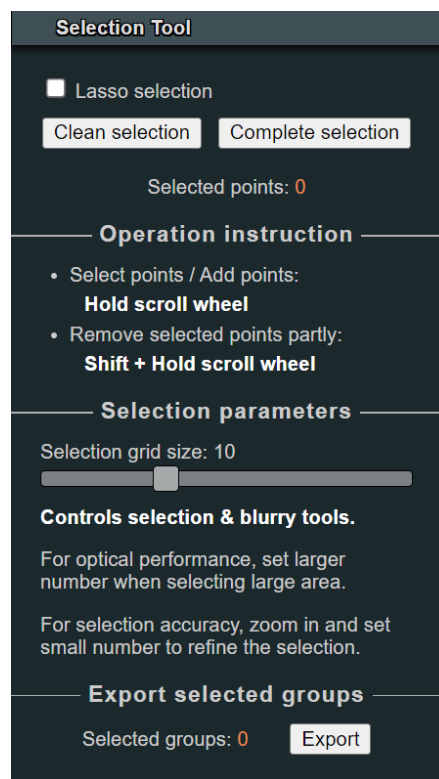 Selection Tool
Lasso selection
Clean selection Complete selection
Selected points: 0
Operation instruction
• Select points / Add points:
Hold scroll wheel
• Remove selected points partly:
Shift + Hold scroll wheel
Selection parameters
Selection grid size: 10
Controls selection & blurry tools.
For optical performance, set larger
number when selecting large area.
For selection accuracy, zoom in and set
small number to refine the selection.
Export selected groups
Selected groups: 0 Export